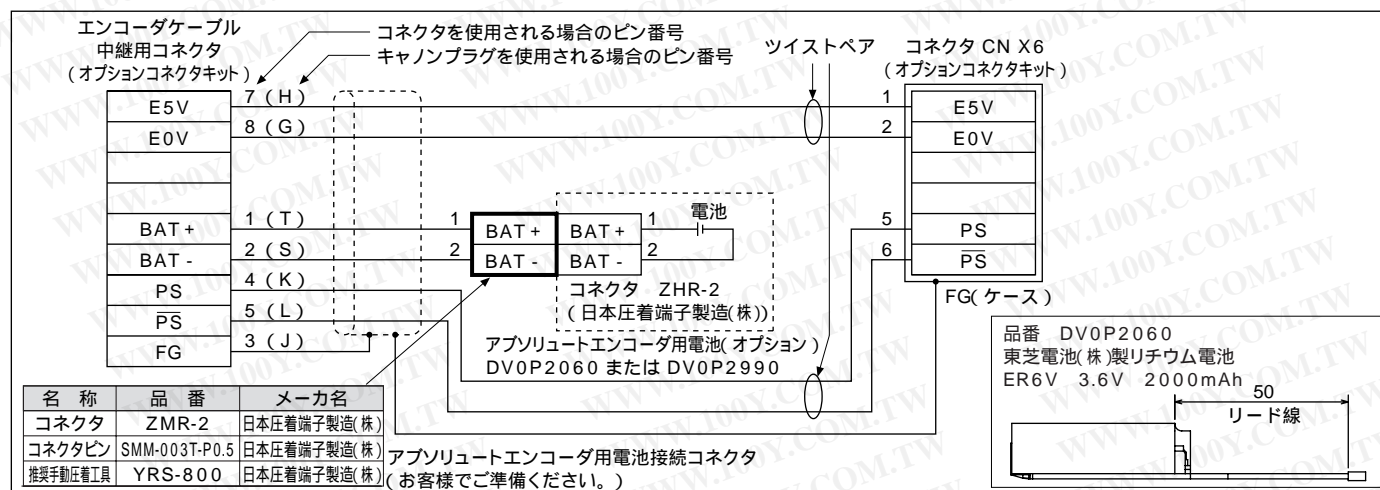 エンコーダケーブル
中継用コネクタ
(オプションコネクタキット)
コネクタを使用される場合のピン番号
キャノンプラグを使用される場合のピン番号
ツイストペア
コネクタ CN X6
(オプションコネクタキット)
E5V
7 (H)
1
E5V
E0V
8 (G)
2
E0V
BAT+
1 (T)
1
BAT+
BAT+
1
電池
5
PS
BAT-
2 (S)
2
BAT-
BAT-
2
6
P̅S̅
PS
4 (K)
コネクタ ZHR-2
(日本圧着端子製造(株))
P̅S̅
5 (L)
FG(ケース)
FG
3 (J)
アブソリュートエンコーダ用電池(オプション)
DV0P2060 または DV0P2990
名 称 品 番 メーカ名
コネクタ ZMR-2 日本圧着端子製造(株)
コネクタピン SMM-003T-P0.5 日本圧着端子製造(株)
推奨手動圧着工具 YRS-800 日本圧着端子製造(株)
アブソリュートエンコーダ用電池接続コネクタ
(お客様でご準備ください。)
品番 DV0P2060
東芝電池(株)製リチウム電池
ER6V 3.6V 2000mAh
50
リード線
WWW.100Y.COM.TW